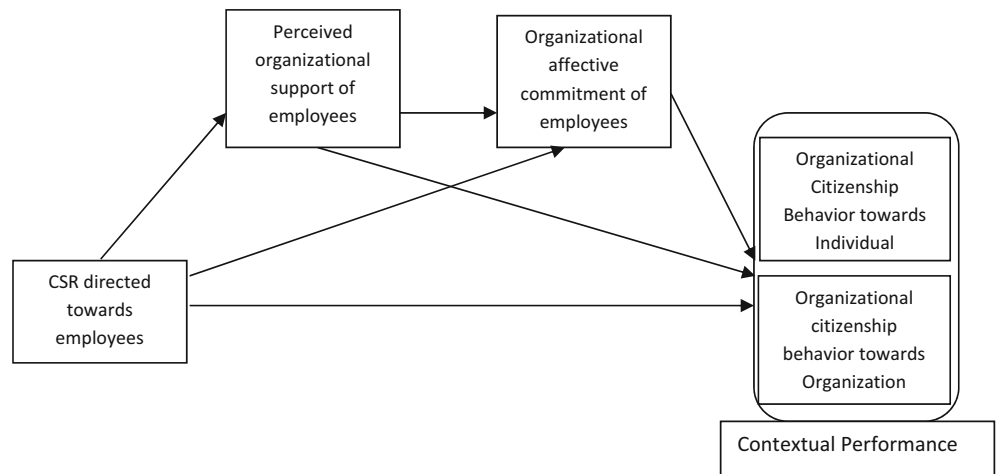 Perceived
organizational
support of
employees
Organizational
affective
commitment of
employees
Organizational
Citizenship
Behavior towards
Individual
CSR directed
towards
employees
Organizational
citizenship
behavior towards
Organization
Contextual Performance